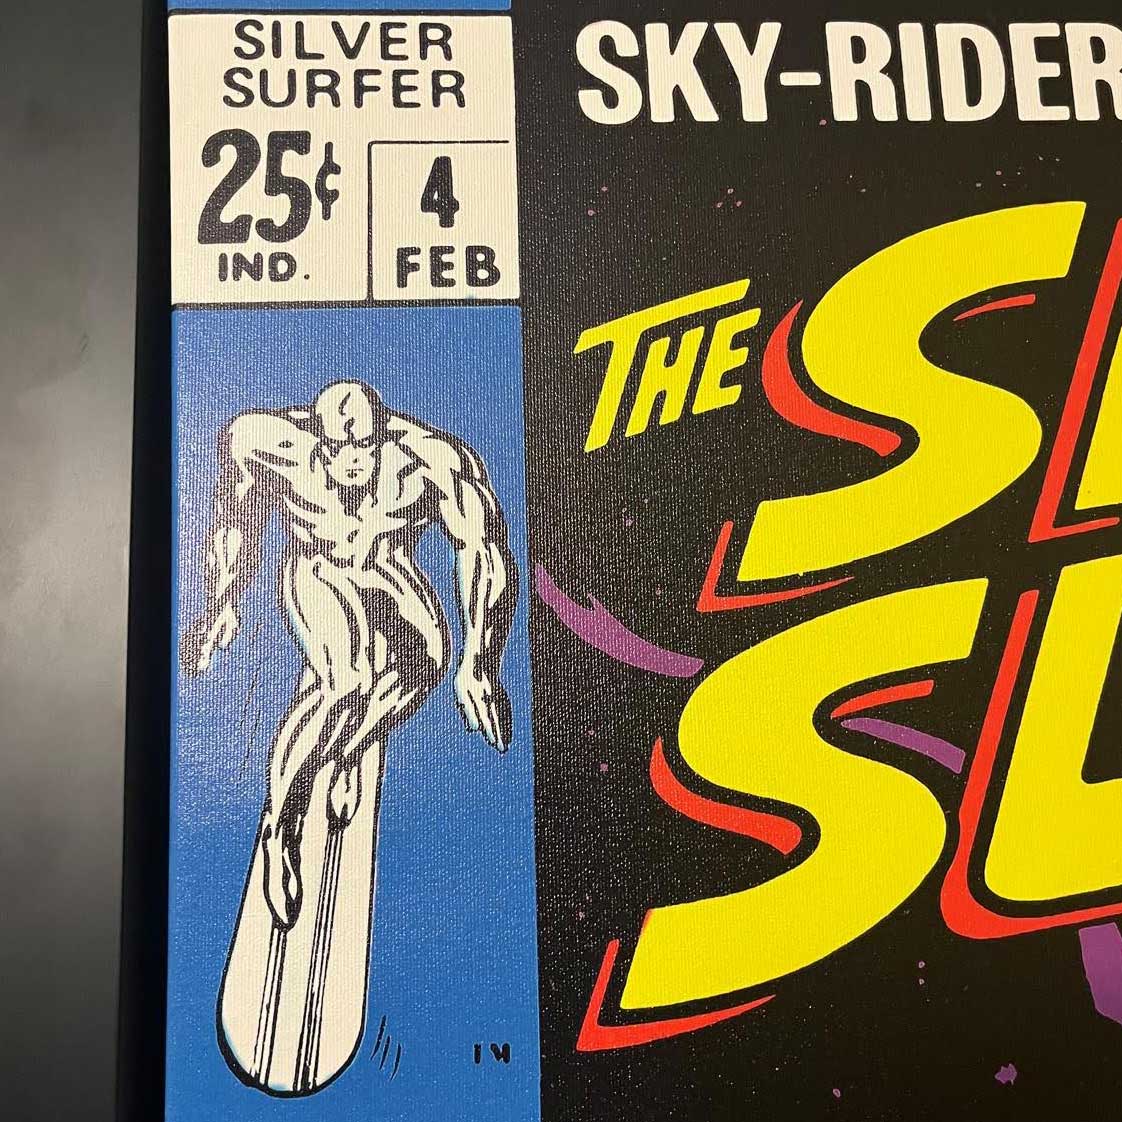 SILVER
SURFER
25¢
IND.
4
FEB
SKY-RIDER
THE S
S
I W